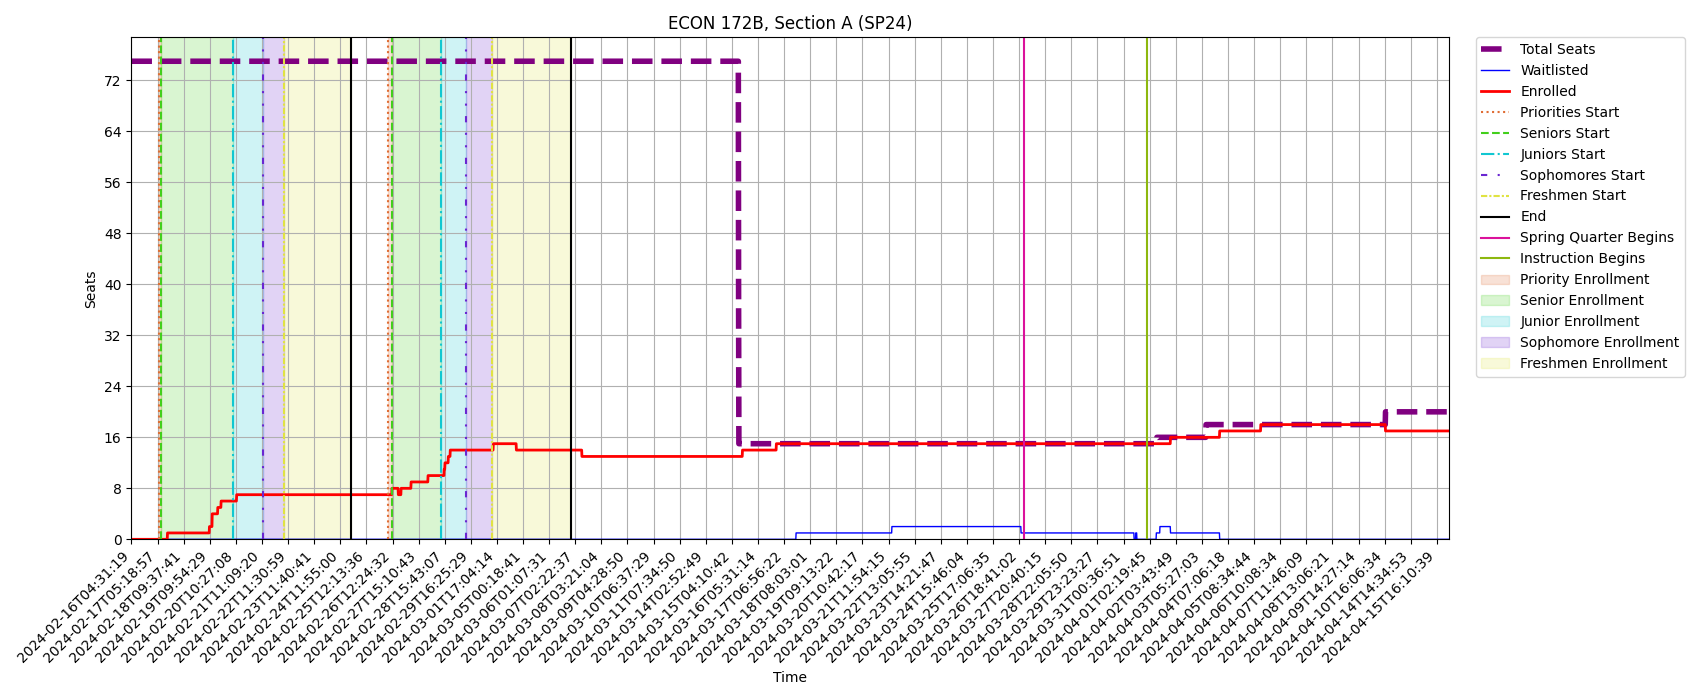 ECON 172B, Section A (SP24)
Seats
72
64
56
48
40
32
24
16
8
0
2024-02-16T04:31:19
2024-02-17T05:18:57
2024-02-18T09:37:41
2024-02-19T09:54:29
2024-02-20T10:27:08
2024-02-21T11:09:20
2024-02-22T11:30:59
2024-02-23T11:40:41
2024-02-24T11:55:00
2024-02-25T12:13:36
2024-02-26T12:24:32
2024-02-27T15:10:43
2024-02-28T15:43:07
2024-02-29T16:25:29
2024-03-01T17:04:14
2024-03-05T00:18:41
2024-03-06T01:07:31
2024-03-07T02:22:37
2024-03-08T03:21:04
2024-03-09T04:28:50
2024-03-10T06:37:29
2024-03-11T07:34:50
2024-03-14T02:52:49
2024-03-15T04:10:42
2024-03-16T05:31:14
2024-03-17T06:56:22
2024-03-18T08:03:01
2024-03-19T09:13:22
2024-03-20T10:42:17
2024-03-21T11:54:15
2024-03-22T13:05:55
2024-03-23T14:21:47
2024-03-24T15:46:04
2024-03-25T17:06:35
2024-03-26T18:41:02
2024-03-27T20:40:15
2024-03-28T22:05:50
2024-03-29T23:23:27
2024-03-31T00:36:51
2024-04-01T02:19:45
2024-04-02T03:43:49
2024-04-03T05:27:03
2024-04-04T07:06:18
2024-04-05T08:34:44
2024-04-06T10:08:34
2024-04-07T11:46:09
2024-04-08T13:06:21
2024-04-09T14:27:14
2024-04-10T16:06:34
2024-04-14T14:34:53
2024-04-15T16:10:39
Time
Total Seats
Waitlisted
Enrolled
Priorities Start
Seniors Start
Juniors Start
Sophomores Start
Freshmen Start
End
Spring Quarter Begins
Instruction Begins
Priority Enrollment
Senior Enrollment
Junior Enrollment
Sophomore Enrollment
Freshmen Enrollment